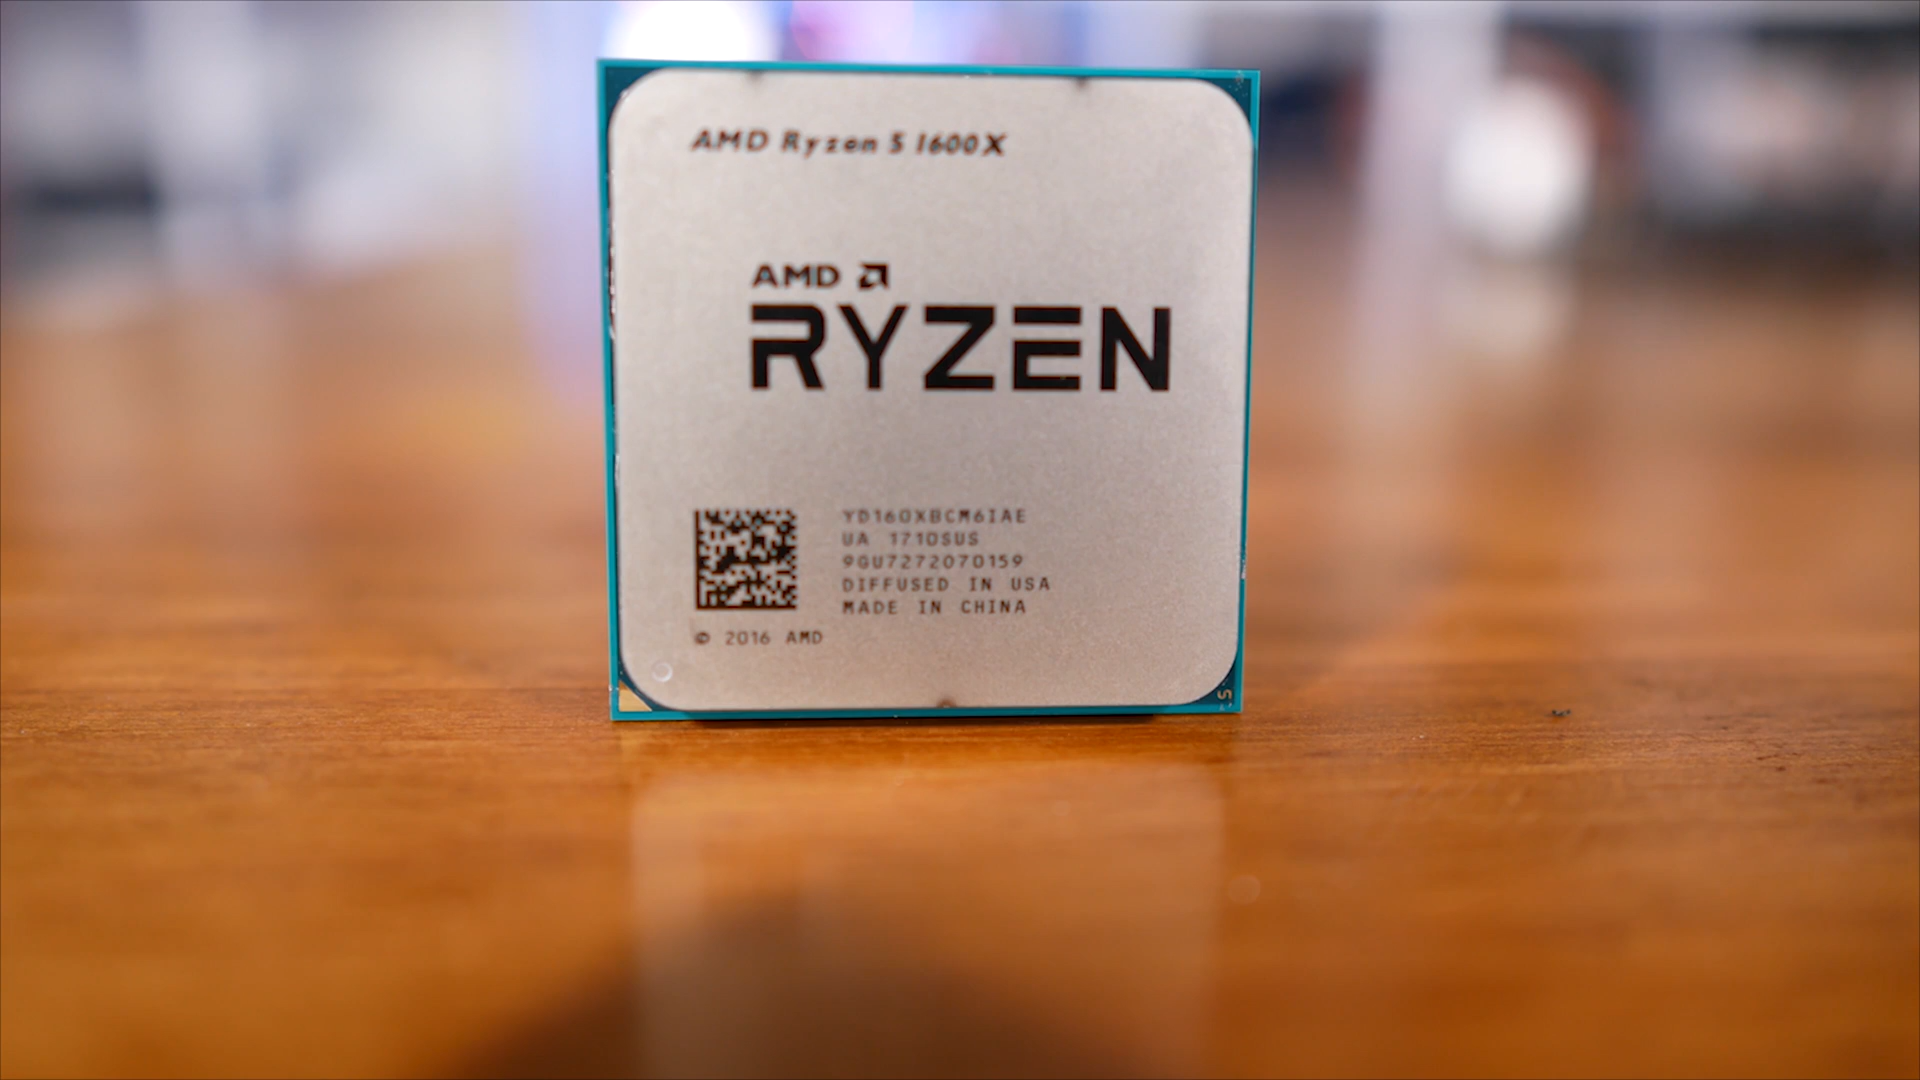 AMD Ryzen 5 1600X
AMD
RYZEN
YD160XBCM6IAE
UA 1710SUS
9GU7272070159
DIFFUSED IN USA
MADE IN CHINA
© 2016 AMD